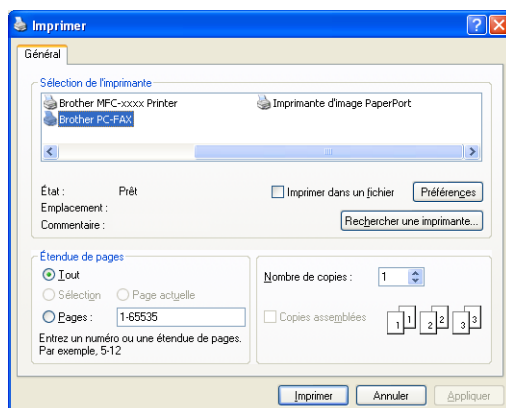 Imprimer
Général
Sélection de l'imprimante
Brother MFC-xxxx Printer
Imprimante d'image PaperPort
Brother PC-FAX
État : Prêt
Imprimer dans un fichier
Préférences
Emplacement :
Commentaire :
Rechercher une imprimante...
Étendue de pages
Tout
Sélection
Page actuelle
Pages : 1-65535
Entrez un numéro ou une étendue de pages.
Par exemple, 5-12
Nombre de copies : 1
Copies assemblées
1 1 2 2 3 3
Imprimer
Annuler
Appliquer